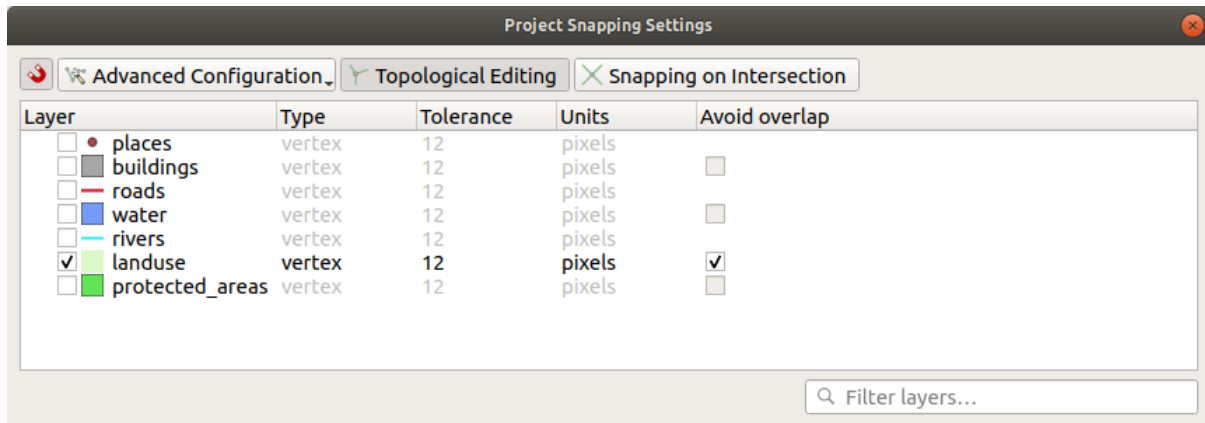 Project Snapping Settings
Advanced Configuration Topological Editing Snapping on Intersection
Layer Type Tolerance Units Avoid overlap
places vertex 12 pixels
buildings vertex 12 pixels
roads vertex 12 pixels
water vertex 12 pixels
rivers vertex 12 pixels
landuse vertex 12 pixels
protected_areas vertex 12 pixels
Filter layers...